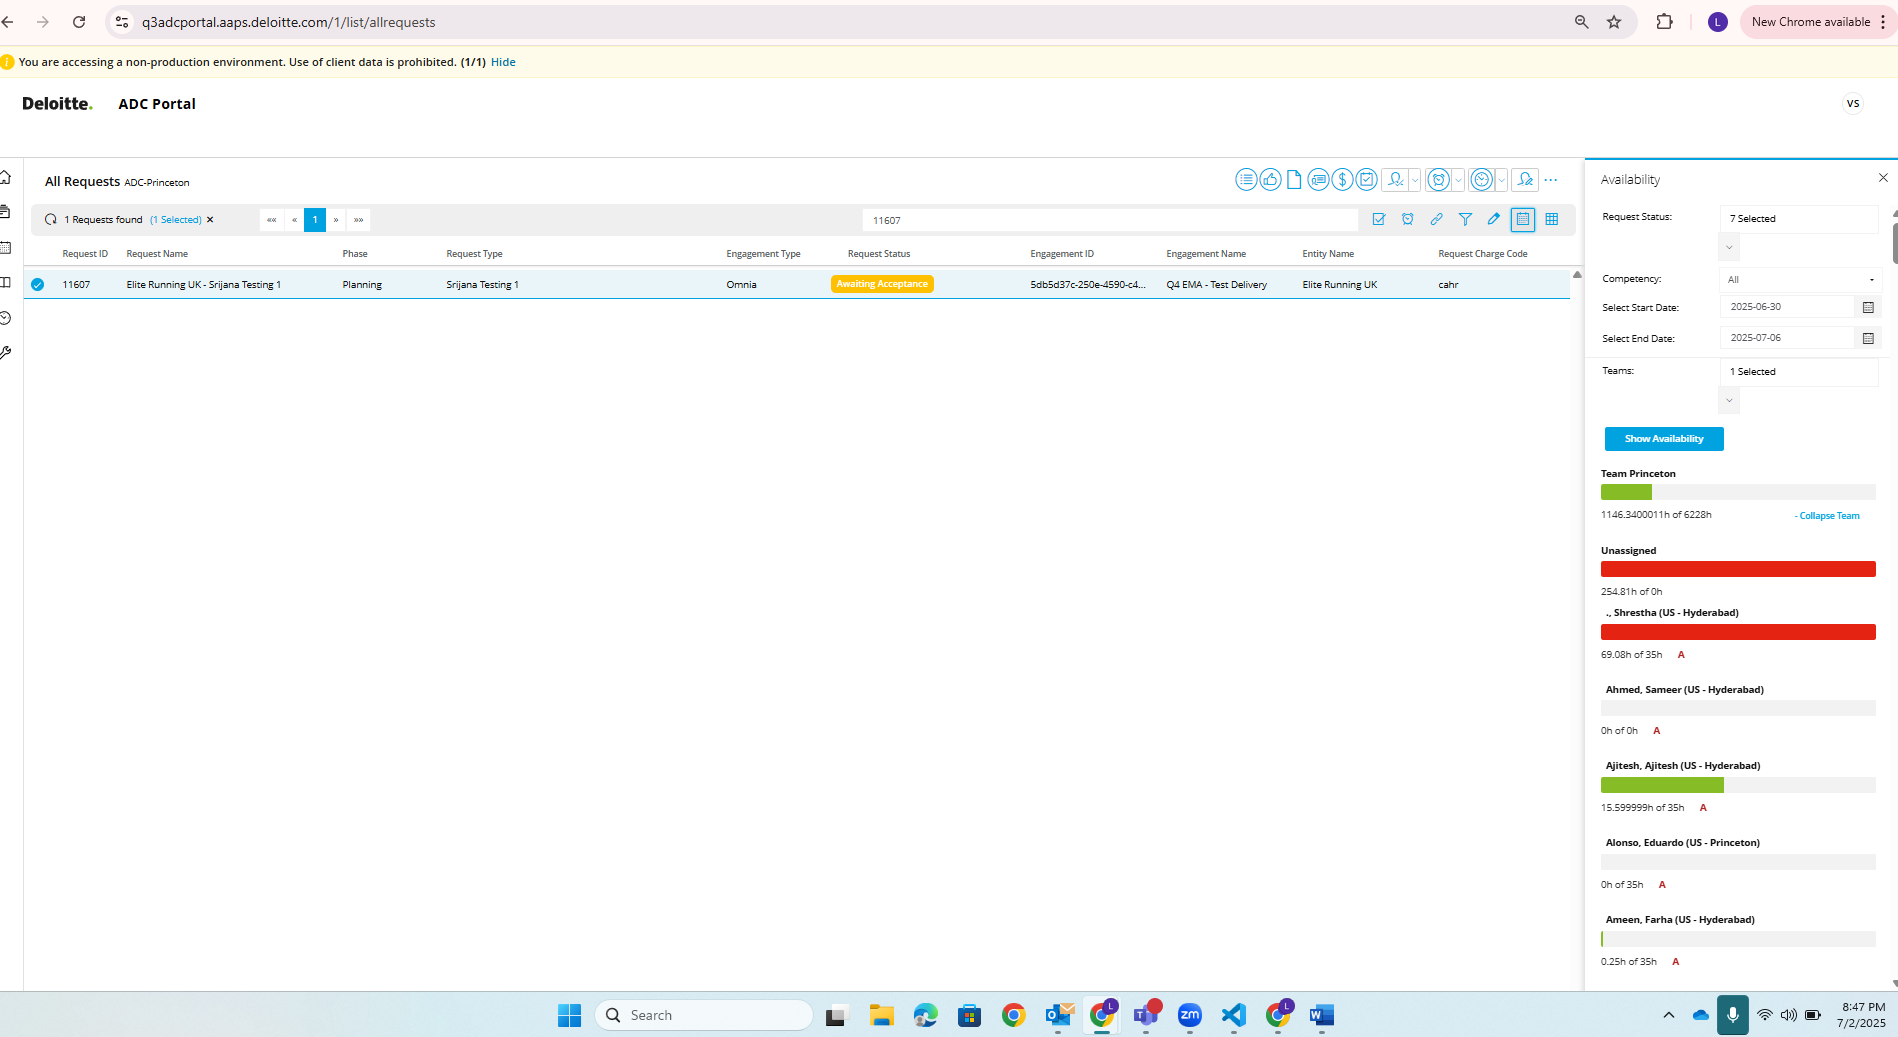 q3adcportal.aaps.deloitte.com/1/list/allrequests
L
New Chrome available
You are accessing a non-production environment. Use of client data is prohibited. (1/1) Hide
Deloitte. ADC Portal
VS
All Requests ADC-Princeton
1 Requests found (1 Selected) ×
«« « 1 » »»
11607
Request ID Request Name Phase Request Type Engagement Type Request Status Engagement ID Engagement Name Entity Name Request Charge Code
11607 Elite Running UK - Srijana Testing 1 Planning Srijana Testing 1 Omnia Awaiting Acceptance 5db5d37c-250e-4590-c4... Q4 EMA - Test Delivery Elite Running UK cahr
Availability
Request Status: 7 Selected
Competency: All
Select Start Date: 2025-06-30
Select End Date: 2025-07-06
Teams: 1 Selected
Show Availability
Team Princeton
1146.3400011h of 6228h - Collapse Team
Unassigned
254.81h of 0h
., Shrestha (US - Hyderabad)
69.08h of 35h A
Ahmed, Sameer (US - Hyderabad)
0h of 0h A
Ajitesh, Ajitesh (US - Hyderabad)
15.599999h of 35h A
Alonso, Eduardo (US - Princeton)
0h of 35h A
Ameen, Farha (US - Hyderabad)
0.25h of 35h A
Search
L
zm
L
8:47 PM
7/2/2025